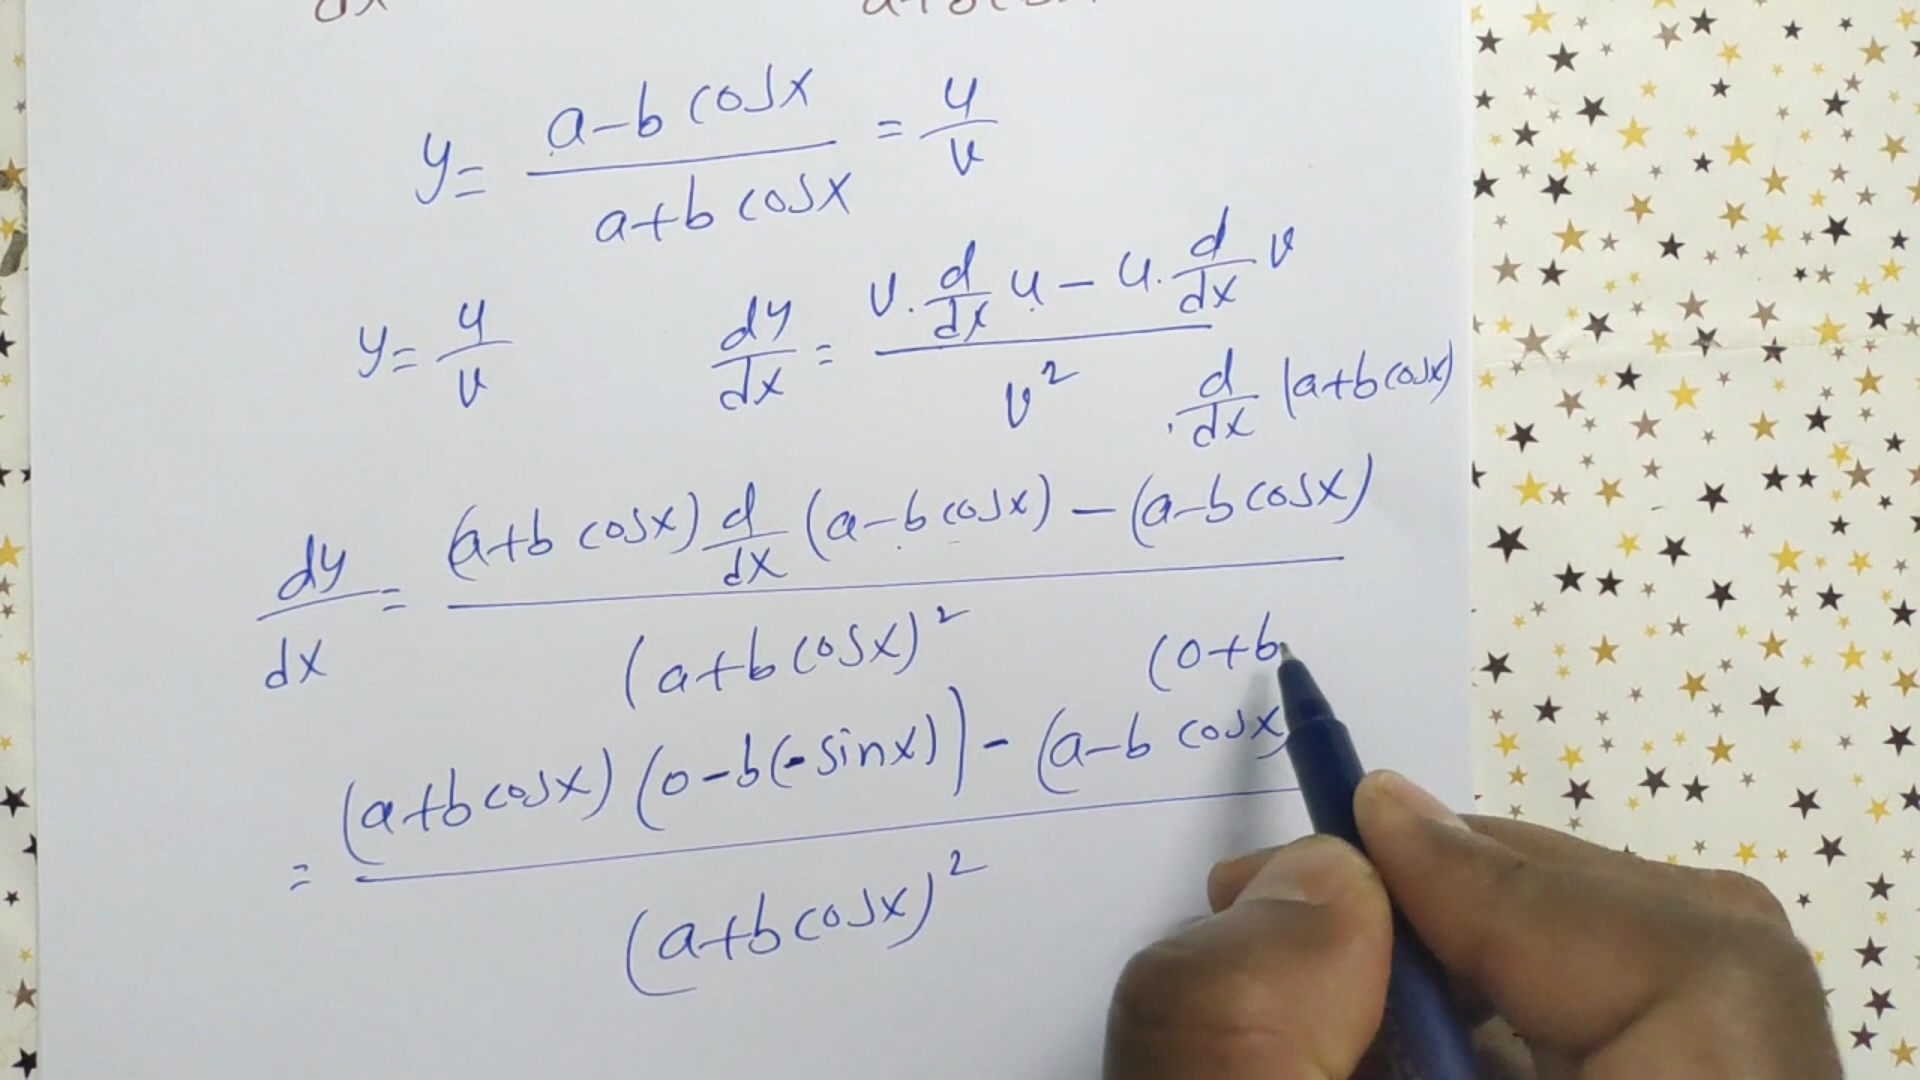 y = a-b cosx / a+b cosx = u/v
y = u/v dy/dx = v. d/dx u - u. d/dx v / v²
. d/dx (a+b cosx)
dy/dx = (a+b cosx) d/dx (a-b cosx) - (a-b cosx) / (a+b cosx)²
(0+b
= (a+b cosx) (0-b(-sinx)) - (a-b cosx / (a+b cosx)²